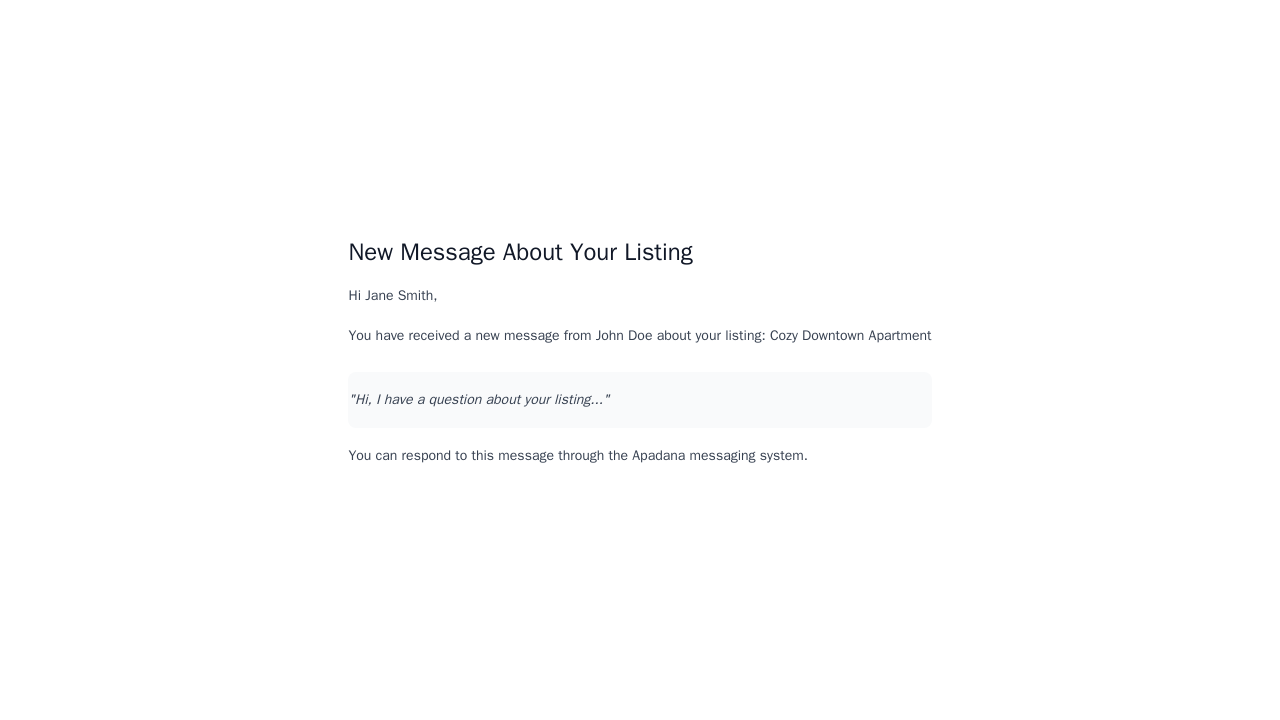 New Message About Your Listing
Hi Jane Smith,
You have received a new message from John Doe about your listing: Cozy Downtown Apartment
"Hi, I have a question about your listing..."
You can respond to this message through the Apadana messaging system.